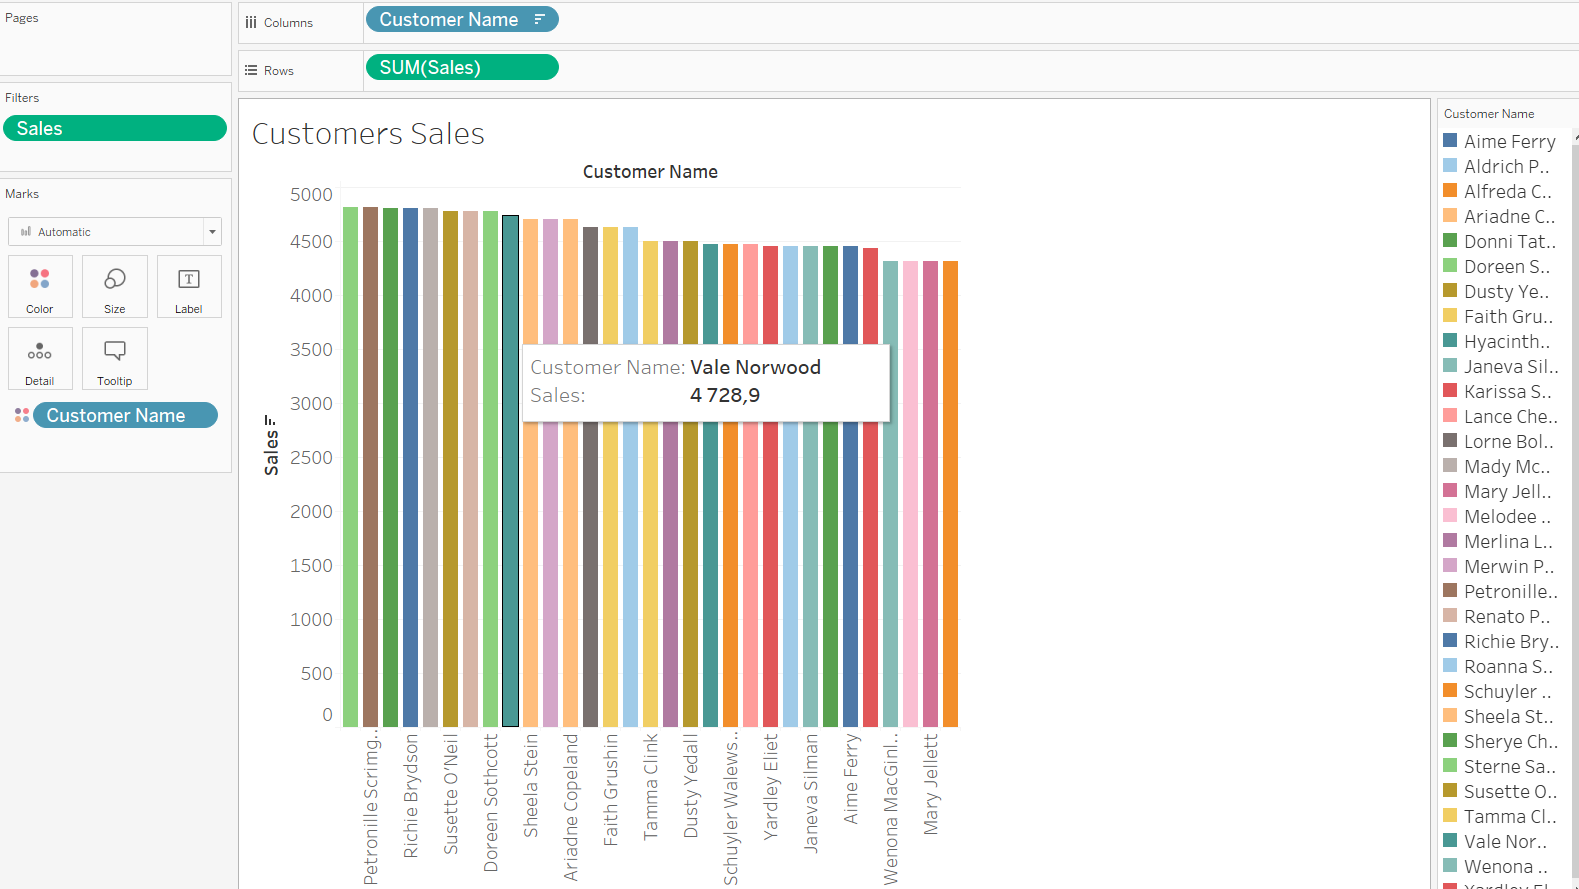 Pages
Filters
Sales
Marks
Automatic
Color
Size
Label
Detail
Tooltip
Customer Name
Columns
Customer Name
Rows
SUM(Sales)
Customers Sales
Customer Name
5000
4500
4000
3500
3000
2500
2000
1500
1000
500
0
Sales
Customer Name: Vale Norwood
Sales: 4 728,9
Petronille Scrimg..
Richie Brydson
Susette O'Neil
Doreen Sothcott
Sheela Stein
Ariadne Copeland
Faith Grushin
Tamma Clink
Dusty Yedall
Schuyler Walews..
Yardley Eliet
Janeva Silman
Aime Ferry
Wenona MacGinl..
Mary Jellett
Customer Name
Aime Ferry
Aldrich P..
Alfreda C..
Ariadne C..
Donni Tat..
Doreen S..
Dusty Ye..
Faith Gru..
Hyacinth..
Janeva Sil..
Karissa S..
Lance Che..
Lorne Bol..
Mady Mc..
Mary Jell..
Melodee ..
Merlina L..
Merwin P..
Petronille..
Renato P..
Richie Bry..
Roanna S..
Schuyler ..
Sheela St..
Sherye Ch..
Sterne Sa..
Susette O..
Tamma Cl..
Vale Nor..
Wenona ..